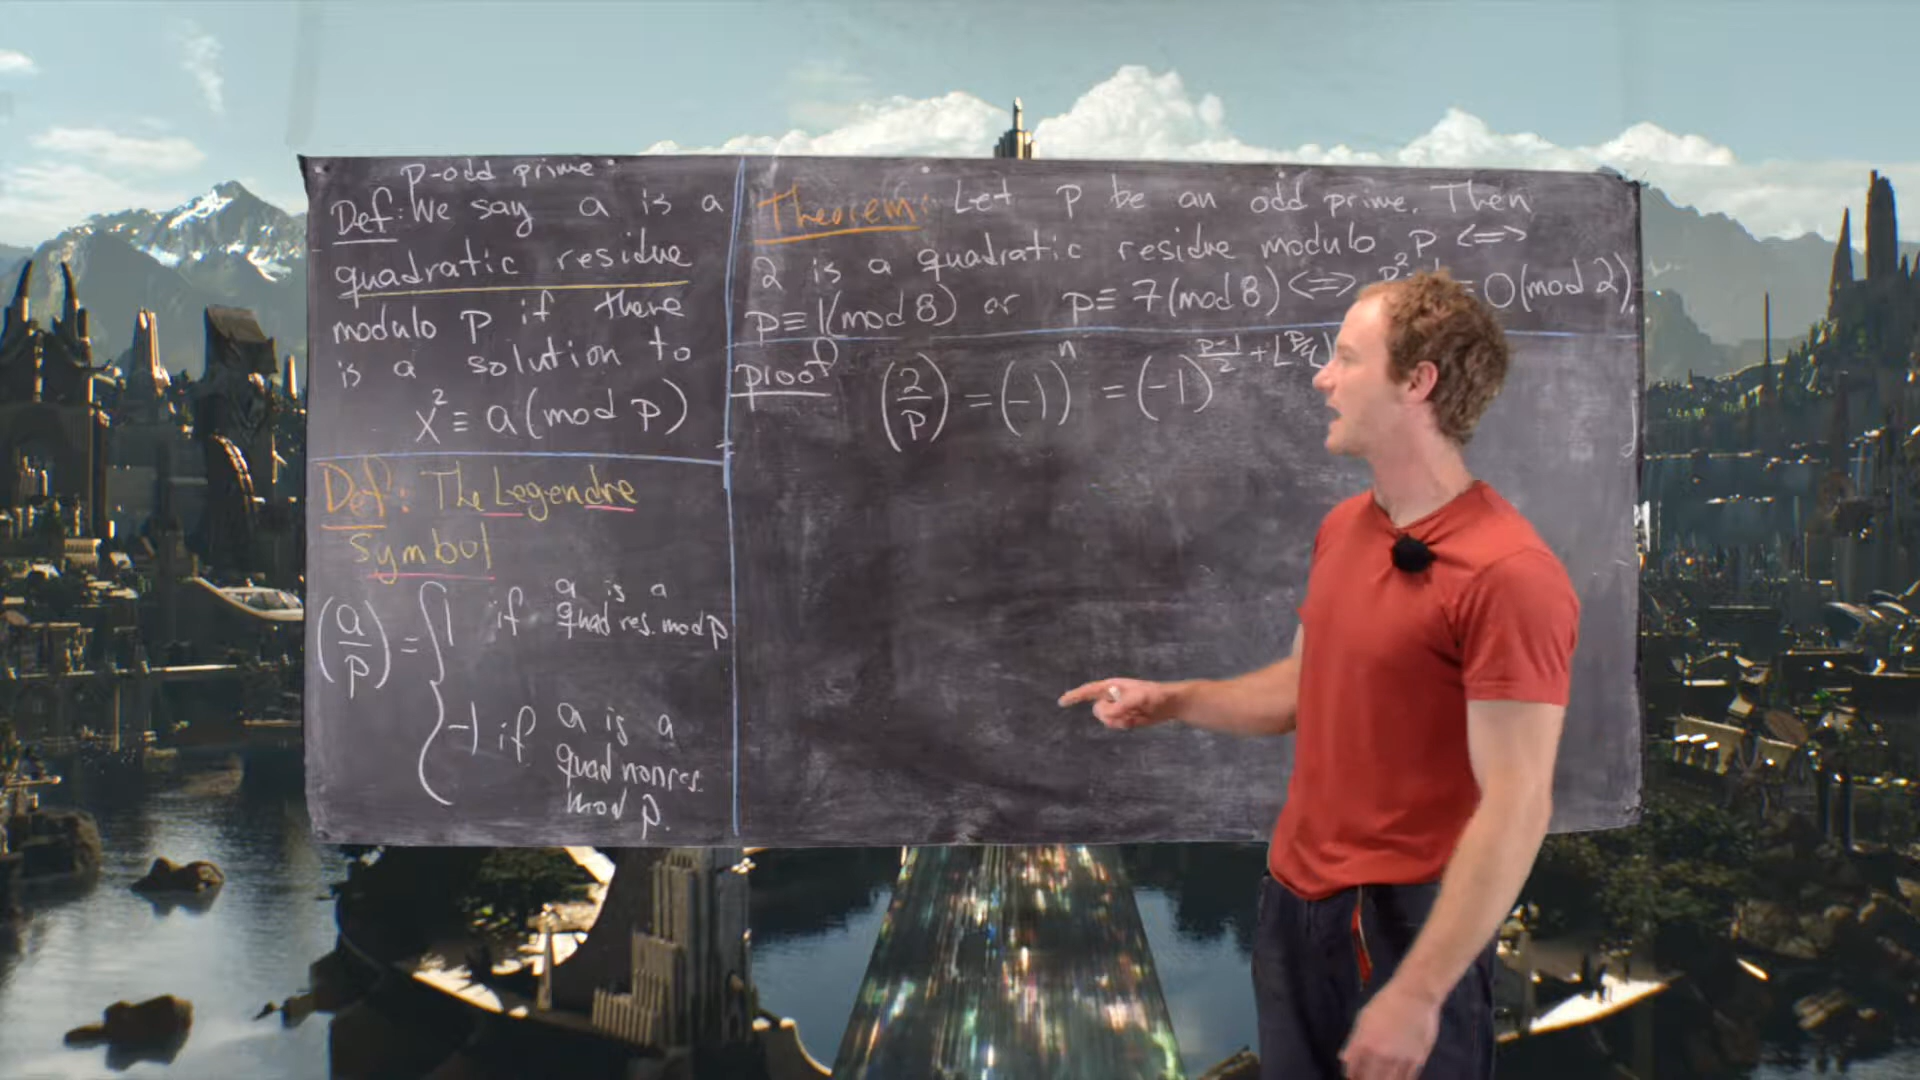 p-odd prime
Def: We say a is a
quadratic residue
modulo p if there
is a solution to
x² ≡ a (mod p)
Def: The Legendre
Symbol
(a/p) = { 1 if a is a
quad res. mod p
-1 if a is a
quad nonres.
mod p.
Theorem: Let p be an odd prime. Then
2 is a quadratic residue modulo p <=>
p ≡ 1 (mod 8) or p ≡ 7 (mod 8) <=> ≡ 0 (mod 2).
proof (2/p) = (-1)^n = (-1)^{(p-1)/2 + ⌊p/4⌋}